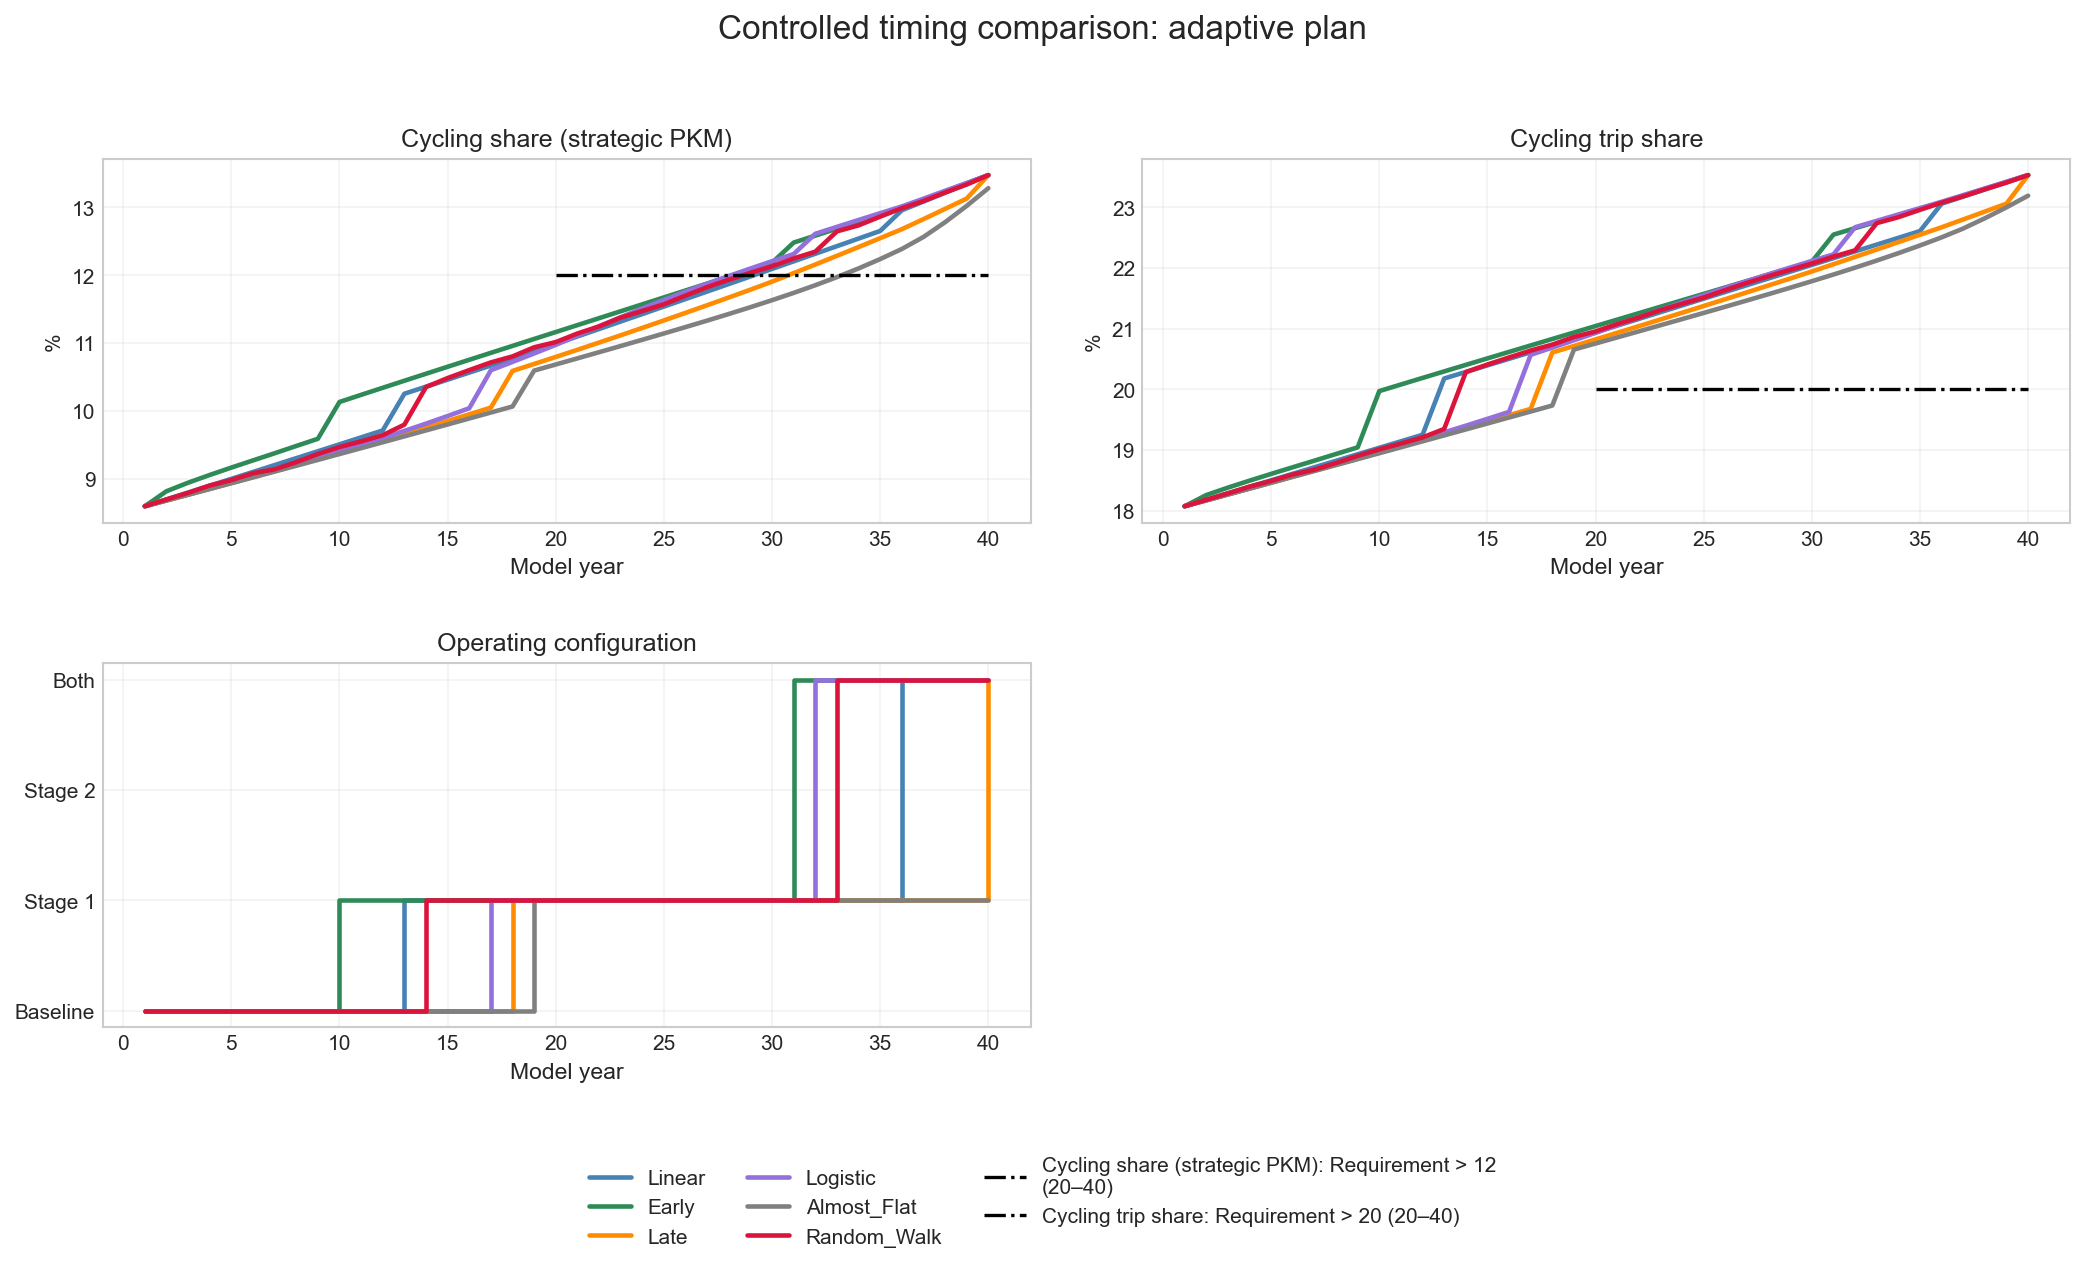 Controlled timing comparison: adaptive plan
Cycling share (strategic PKM)
%
13
12
11
10
9
0 5 10 15 20 25 30 35 40
Model year
Cycling trip share
%
23
22
21
20
19
18
0 5 10 15 20 25 30 35 40
Model year
Operating configuration
Both
Stage 2
Stage 1
Baseline
0 5 10 15 20 25 30 35 40
Model year
Linear
Early
Late
Logistic
Almost_Flat
Random_Walk
Cycling share (strategic PKM): Requirement > 12
(20–40)
Cycling trip share: Requirement > 20 (20–40)